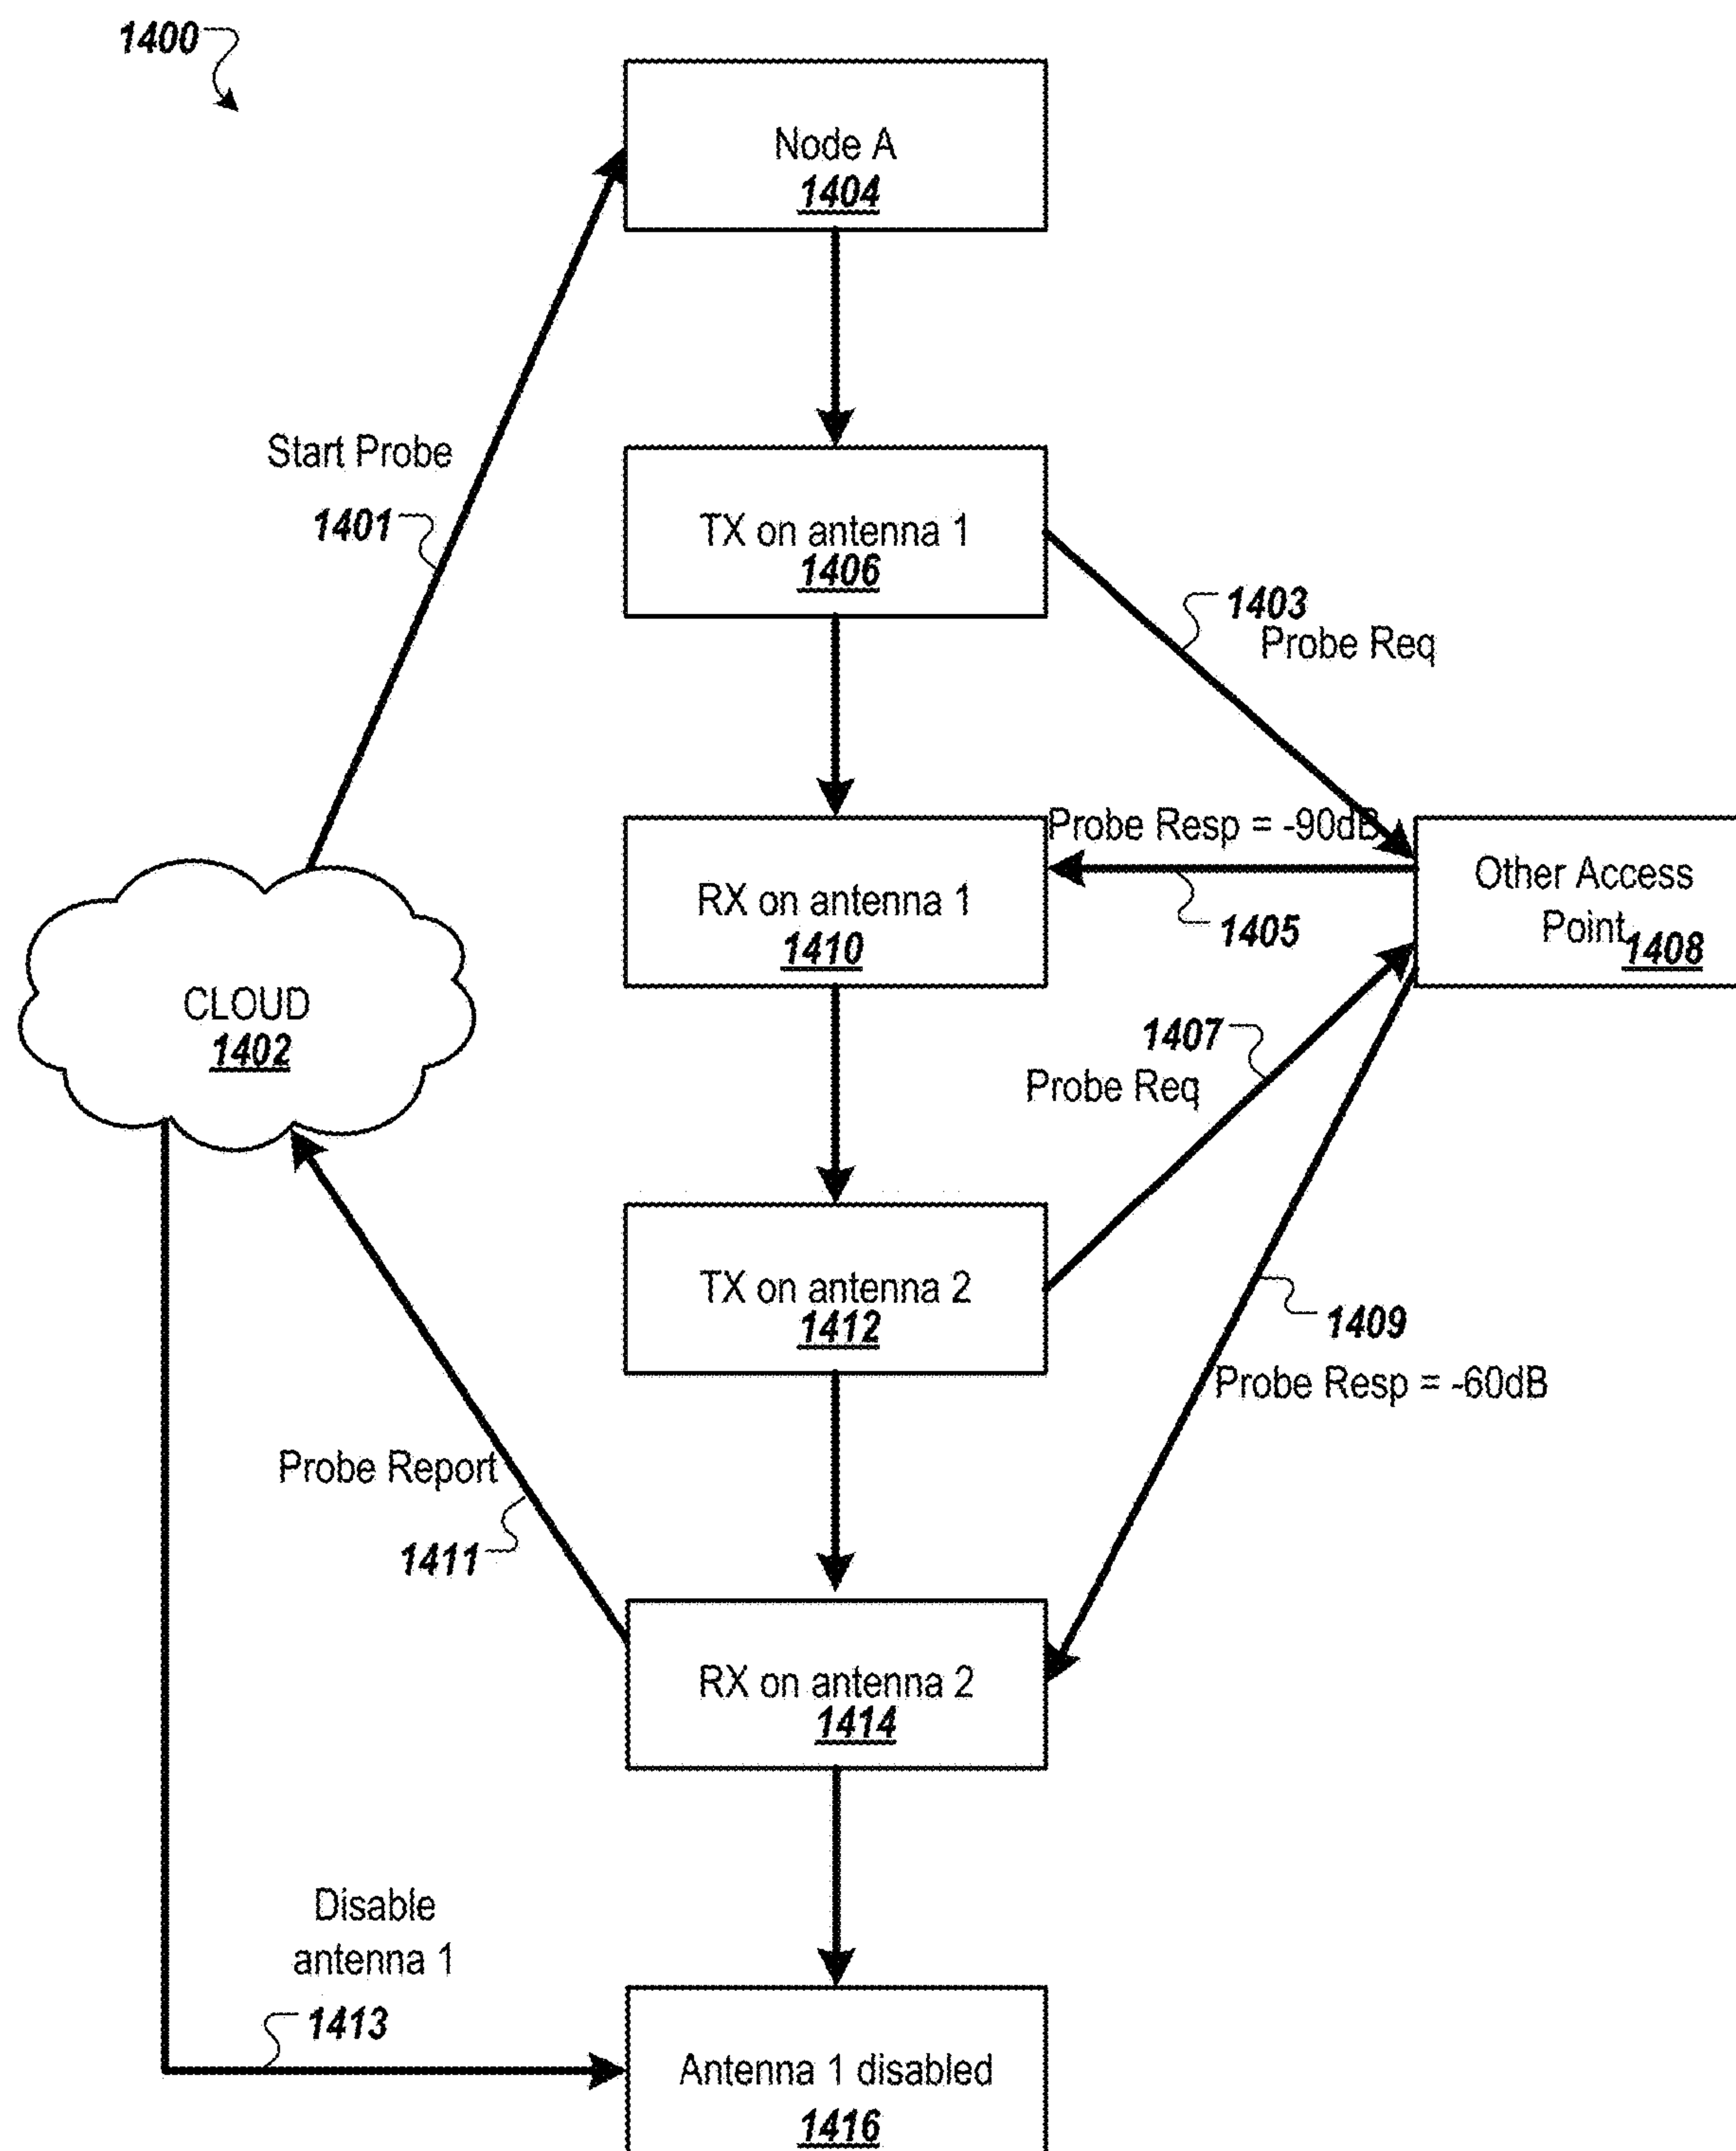 1400
Node A
1404
Start Probe
1401
TX on antenna 1
1406
1403
Probe Req
Probe Resp = -90dB
RX on antenna 1
1410
1405
Other Access
Point
1408
CLOUD
1402
1407
Probe Req
TX on antenna 2
1412
1409
Probe Resp = -60dB
Probe Report
1411
RX on antenna 2
1414
Disable
antenna 1
1413
Antenna 1 disabled
1416